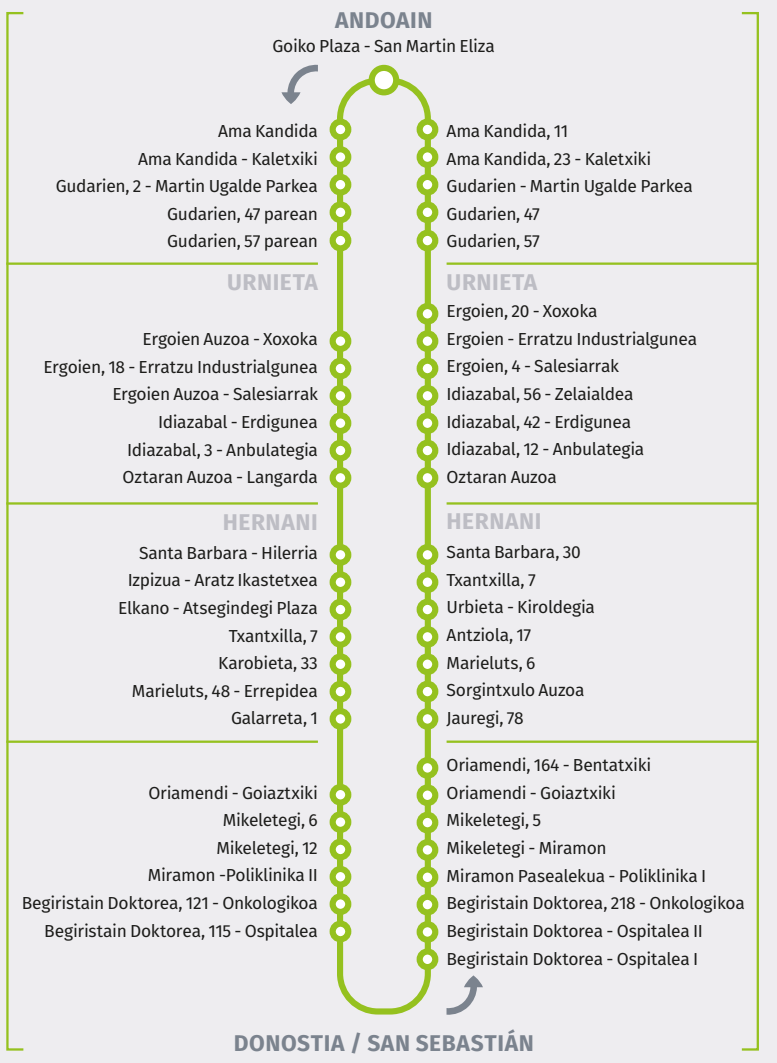 ANDOAIN
Goiko Plaza - San Martin Eliza
Ama Kandida
Ama Kandida - Kaletxiki
Gudarien, 2 - Martin Ugalde Parkea
Gudarien, 47 parean
Gudarien, 57 parean
URNIETA
Ergoien Auzoa - Xoxoka
Ergoien, 18 - Erratzu Industrialgunea
Ergoien Auzoa - Salesiarrak
Idiazabal - Erdigunea
Idiazabal, 3 - Anbulategia
Oztaran Auzoa - Langarda
HERNANI
Santa Barbara - Hilerria
Izpizua - Aratz Ikastetxea
Elkano - Atsegindegi Plaza
Txantxilla, 7
Karobieta, 33
Marieluts, 48 - Errepidea
Galarreta, 1
Oriamendi - Goiaztxiki
Mikeletegi, 6
Mikeletegi, 12
Miramon -Poliklinika II
Begiristain Doktorea, 121 - Onkologikoa
Begiristain Doktorea, 115 - Ospitalea
Ama Kandida, 11
Ama Kandida, 23 - Kaletxiki
Gudarien - Martin Ugalde Parkea
Gudarien, 47
Gudarien, 57
URNIETA
Ergoien, 20 - Xoxoka
Ergoien - Erratzu Industrialgunea
Ergoien, 4 - Salesiarrak
Idiazabal, 56 - Zelaialdea
Idiazabal, 42 - Erdigunea
Idiazabal, 12 - Anbulategia
Oztaran Auzoa
HERNANI
Santa Barbara, 30
Txantxilla, 7
Urbieta - Kiroldegia
Antziola, 17
Marieluts, 6
Sorgintxulo Auzoa
Jauregi, 78
Oriamendi, 164 - Bentatxiki
Oriamendi - Goiaztxiki
Mikeletegi, 5
Mikeletegi - Miramon
Miramon Pasealekua - Poliklinika I
Begiristain Doktorea, 218 - Onkologikoa
Begiristain Doktorea - Ospitalea II
Begiristain Doktorea - Ospitalea I
DONOSTIA / SAN SEBASTIÁN